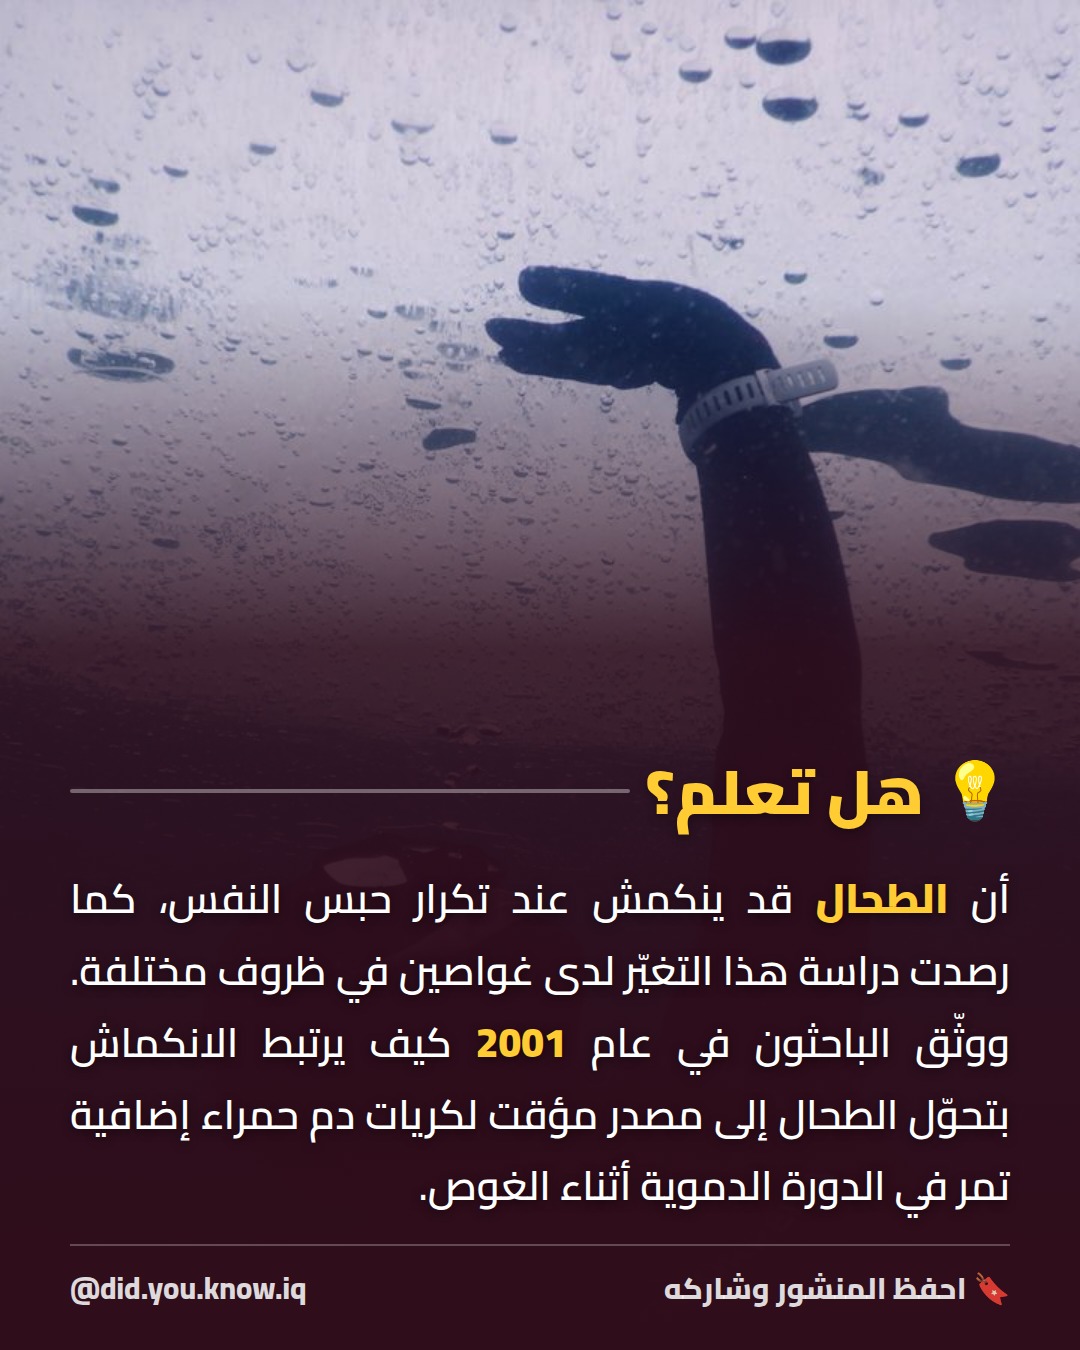 💡 هل تعلم؟
أن الطحال قد ينكمش عند تكرار حبس النفس، كما
رصدت دراسة هذا التغيّر لدى غواصين في ظروف مختلفة.
ووثّق الباحثون في عام 2001 كيف يرتبط الانكماش
بتحوّل الطحال إلى مصدر مؤقت لكريات دم حمراء إضافية
تمر في الدورة الدموية أثناء الغوص.
🔖 احفظ المنشور وشاركه
@did.you.know.iq